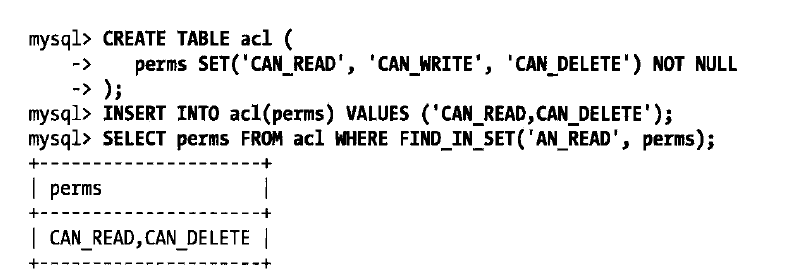 mysql> CREATE TABLE acl (
    ->    perms SET('CAN_READ', 'CAN_WRITE', 'CAN_DELETE') NOT NULL
    -> );
mysql> INSERT INTO acl(perms) VALUES ('CAN_READ,CAN_DELETE');
mysql> SELECT perms FROM acl WHERE FIND_IN_SET('AN_READ', perms);
+---------------------+
| perms               |
+---------------------+
| CAN_READ,CAN_DELETE |
+---------------------+